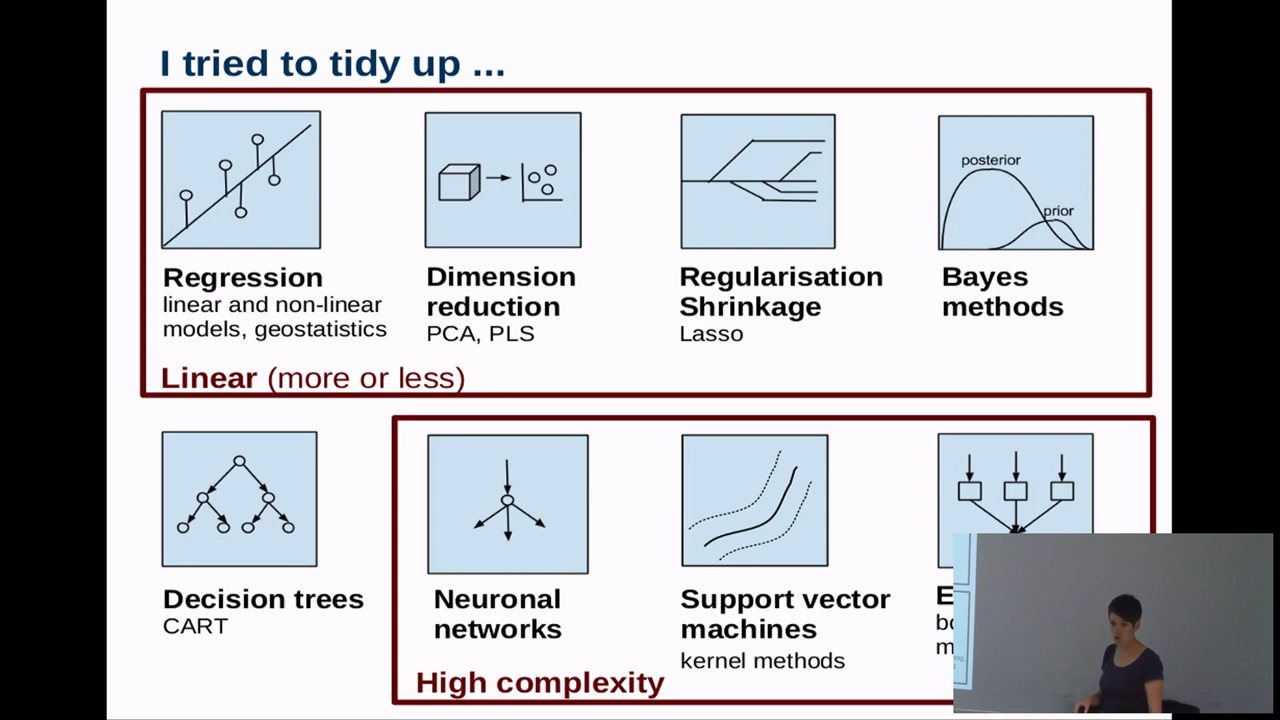 I tried to tidy up ...
posterior
prior
Regression
linear and non-linear
models, geostatistics
Dimension
reduction
PCA, PLS
Regularisation
Shrinkage
Lasso
Bayes
methods
Linear (more or less)
Decision trees
CART
Neuronal
networks
Support vector
machines
kernel methods
High complexity